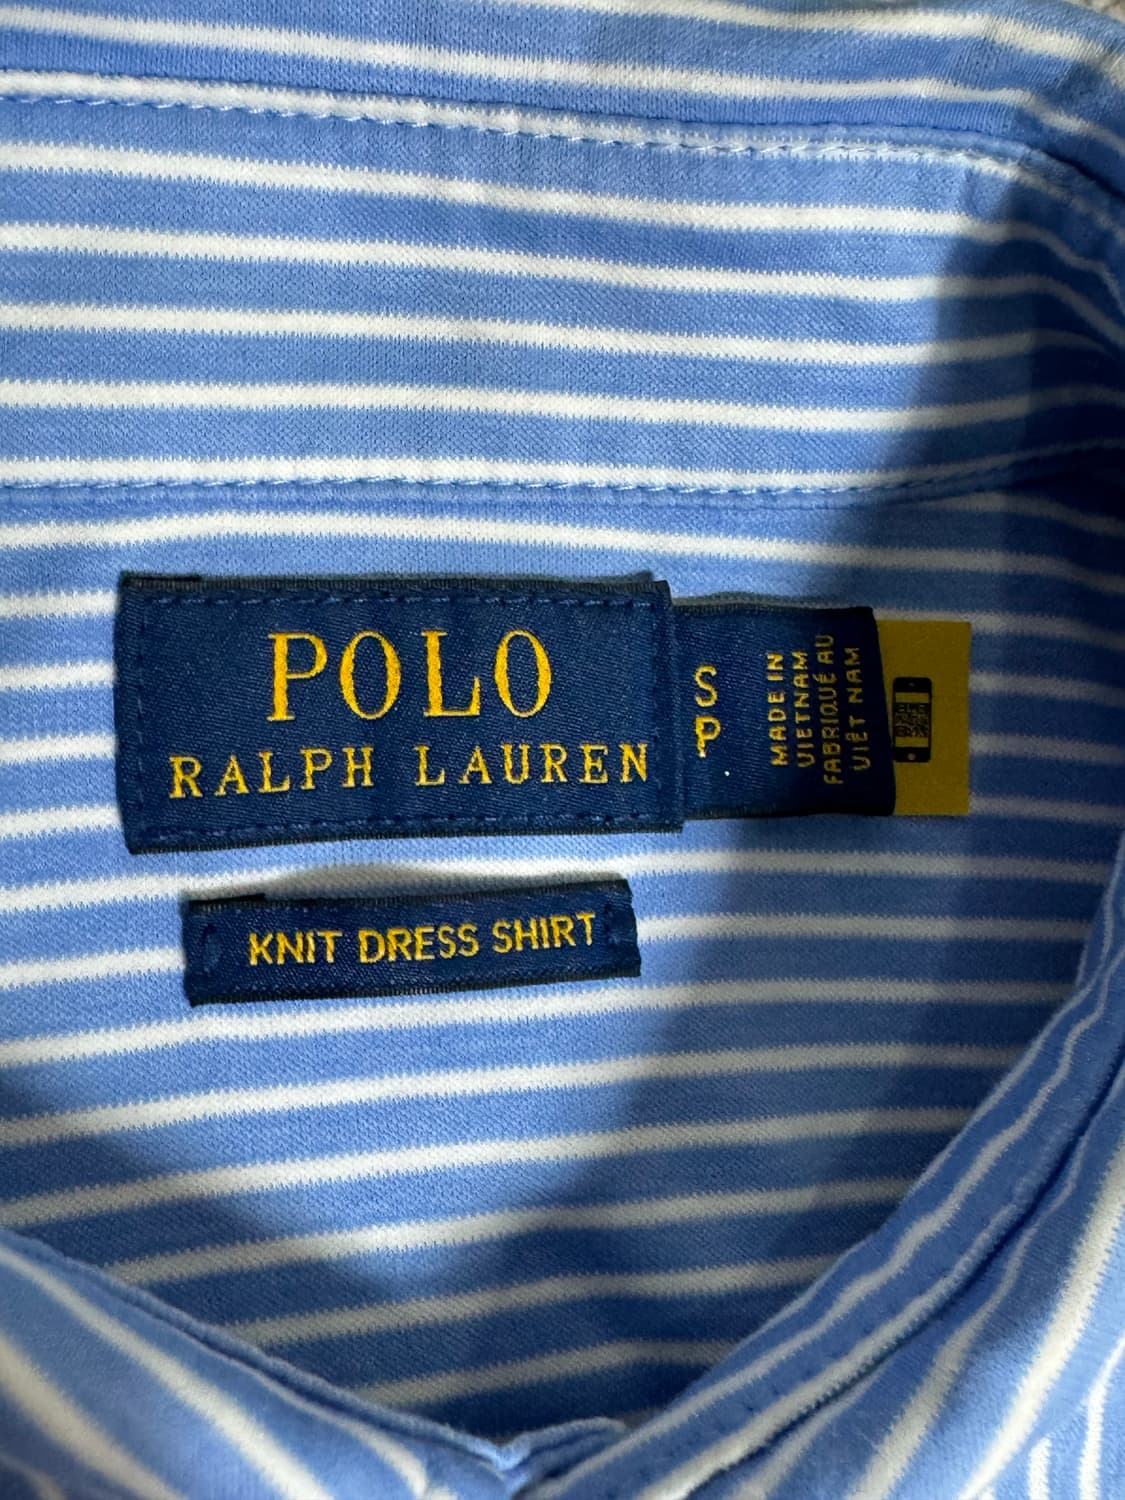 POLO
RALPH LAUREN
S
P
MADE IN
VIETNAM
FABRIQUÉ AU
VIÊT NAM
KNIT DRESS SHIRT